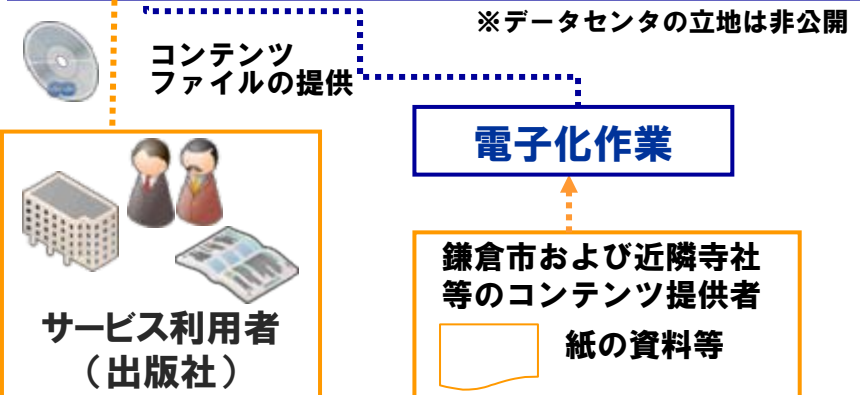 ※データセンタの立地は非公開
コンテンツ
ファイルの提供
電子化作業
サービス利用者
（出版社）
鎌倉市および近隣寺社
等のコンテンツ提供者
紙の資料等